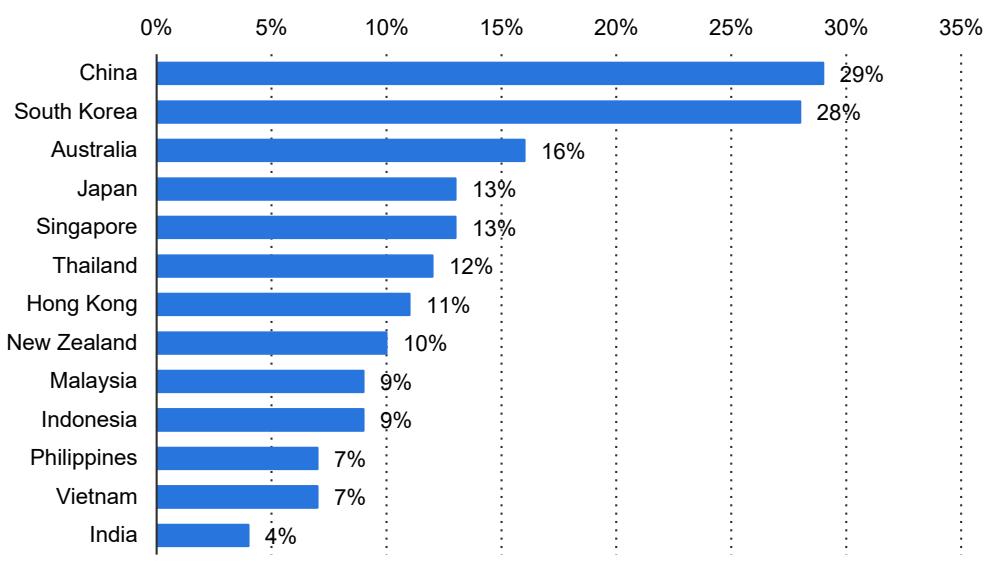 0% 5% 10% 15% 20% 25% 30% 35%
China 29%
South Korea 28%
Australia 16%
Japan 13%
Singapore 13%
Thailand 12%
Hong Kong 11%
New Zealand 10%
Malaysia 9%
Indonesia 9%
Philippines 7%
Vietnam 7%
India 4%